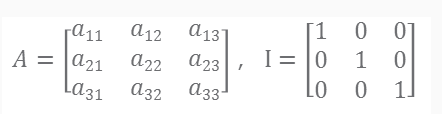 A = [a₁₁ a₁₂ a₁₃; a₂₁ a₂₂ a₂₃; a₃₁ a₃₂ a₃₃], I = [1 0 0; 0 1 0; 0 0 1]